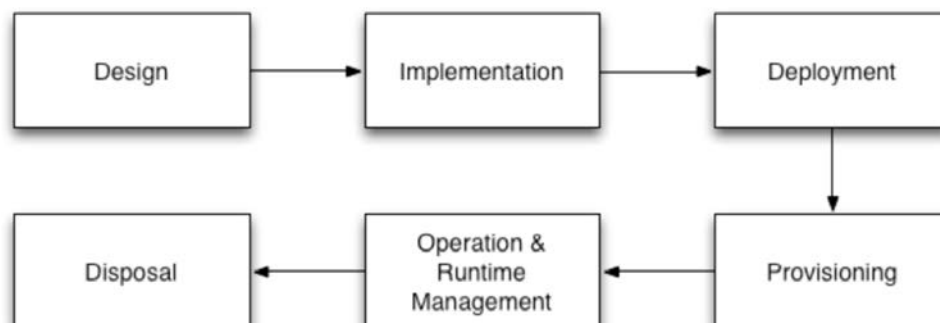 Design
Implementation
Deployment
Disposal
Operation &
Runtime
Management
Provisioning